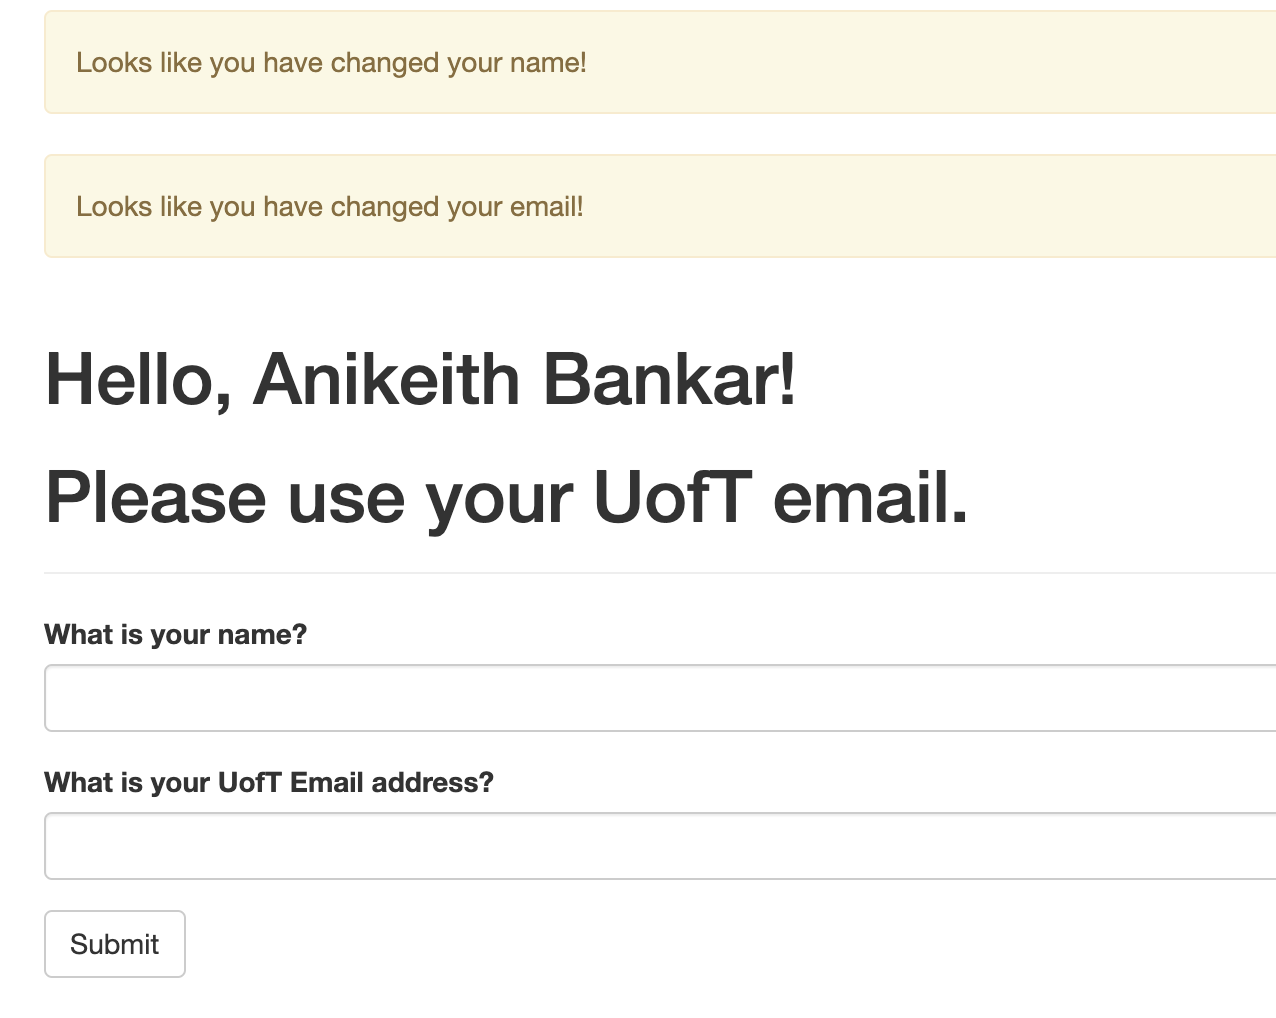 Looks like you have changed your name!
Looks like you have changed your email!
Hello, Anikeith Bankar!
Please use your UofT email.
What is your name?
What is your UofT Email address?
Submit